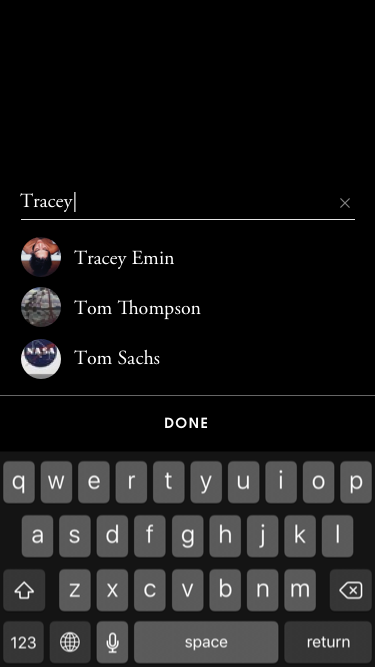 Tracey
Tracey Emin
NASA
Tom Thompson
Tom Sachs
DONE
q w e r t y u i o p
a s d f g h j k l
z x c v b n m
123 space return